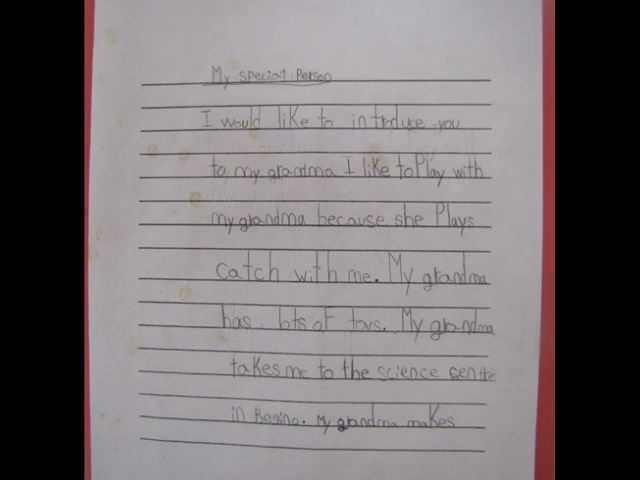 My special Person
I would like to intrduce you
to my grandma I like to Play with
my grandma because she Plays
catch with me. My grandma
has lots of toys. My grandma
takes me to the science centre
in Regina. My grandma makes